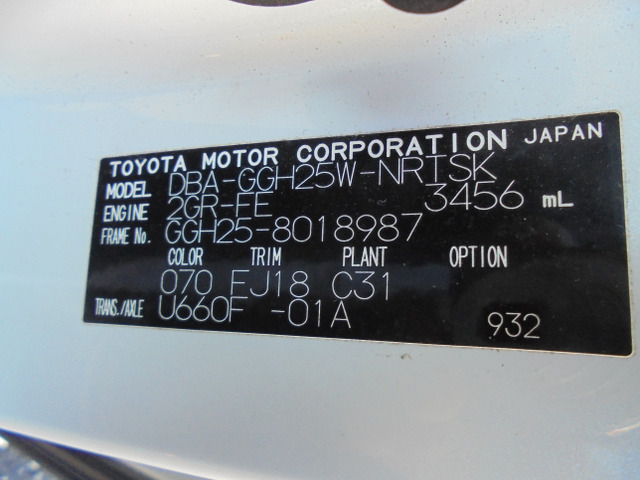 TOYOTA MOTOR CORPORATION JAPAN
MODEL DBA-GGH25W-NRTSK
ENGINE 2GR-FE 3456 mL
FRAME No. GGH25-8018987
COLOR TRIM PLANT OPTION
070 FJ18 C31
TRANS./AXLE U660F -01A 932